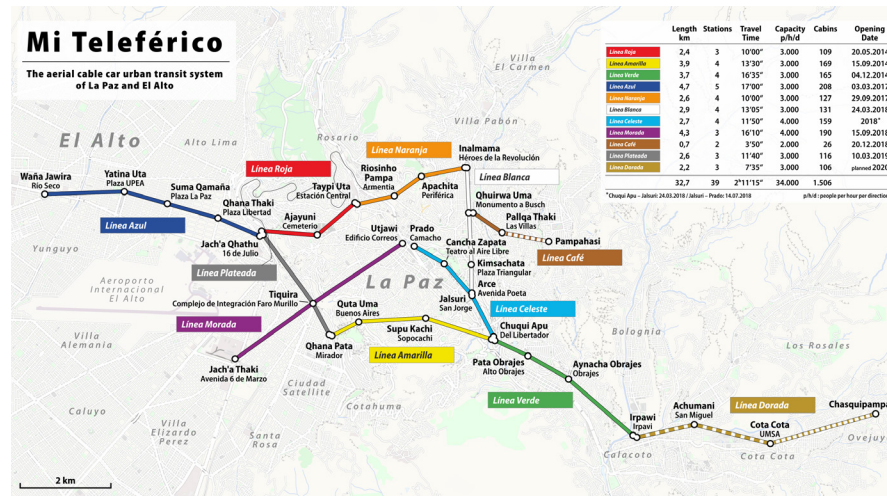 Mi Teleférico
The aerial cable car urban transit system
of La Paz and El Alto
Length
km
Stations
Travel
Time
Capacity
p/h/d
Cabins
Opening
Date
Línea Roja 2,4 3 10'00" 3.000 109 20.05.2014
Línea Amarilla 3,9 4 13'30" 3.000 169 15.09.2014
Línea Verde 3,7 4 16'35" 3.000 165 04.12.2014
Línea Azul 4,7 5 17'00" 3.000 208 03.03.2017
Línea Naranja 2,6 4 10'00" 3.000 127 29.09.2017
Línea Blanca 2,9 4 13'05" 3.000 131 24.03.2018
Línea Celeste 2,7 4 11'50" 4.000 159 2018*
Línea Morada 4,3 3 16'10" 4.000 190 15.09.2018
Línea Café 0,7 2 3'50" 2.000 26 20.12.2018
Línea Plateada 2,6 3 11'40" 3.000 116 10.03.2019
Línea Dorada 2,2 3 7'35" 3.000 106 planned 2020
32,7 39 2h11'15" 34.000 1.506
*Chuqui Apu – Jalsuri: 24.03.2018 / Jalsuri – Prado: 14.07.2018
p/h/d : people per hour per direction
Villa
El Carmen
Villa Pabón
El Alto
Alto Lima
Rosario
Línea Roja
Línea Naranja
Inalmama
Héroes de la Revolución
Línea Blanca
Waña Jawira
Río Seco
Yatina Uta
Plaza UPEA
Suma Qamaña
Plaza La Paz
Qhana Thaki
Plaza Libertad
Taypi Uta
Estación Central
Riosinho
Pampa
Armentia
Apachita
Periférica
Qhuirwa Uma
Monumento a Busch
Pallqa Thaki
Las Villas
Pampahasi
Línea Café
Línea Azul
Ajayuni
Cementerio
Jach'a Qhathu
16 de Julio
Utjawi
Edificio Correos
Prado
Camacho
Cancha Zapata
Teatro al Aire Libre
Kimsachata
Plaza Triangular
Yunguyo
Línea Plateada
La Paz
Aeropuerto
Internacional
El Alto
Arce
Avenida Poeta
Jalsuri
San Jorge
Línea Celeste
Tiquira
Complejo de Integración Faro Murillo
Quta Uma
Buenos Aires
Línea Morada
Supu Kachi
Sopocachi
Chuqui Apu
Del Libertador
Bolognia
Villa
Alemania
Qhana Pata
Mirador
Línea Amarilla
Los Rosales
Jach'a Thaki
Avenida 6 de Marzo
Pata Obrajes
Alto Obrajes
Aynacha Obrajes
Obrajes
Ciudad
Satellite
Línea Verde
Cotahuma
Caluyo
Villa
Elizardo
Perez
Santa
Rosa
Irpawi
Irpavi
Achumani
San Miguel
Línea Dorada
Chasquipampa
Cota Cota
UMSA
Calacoto
Cota Cota
Ovejuy
2 km